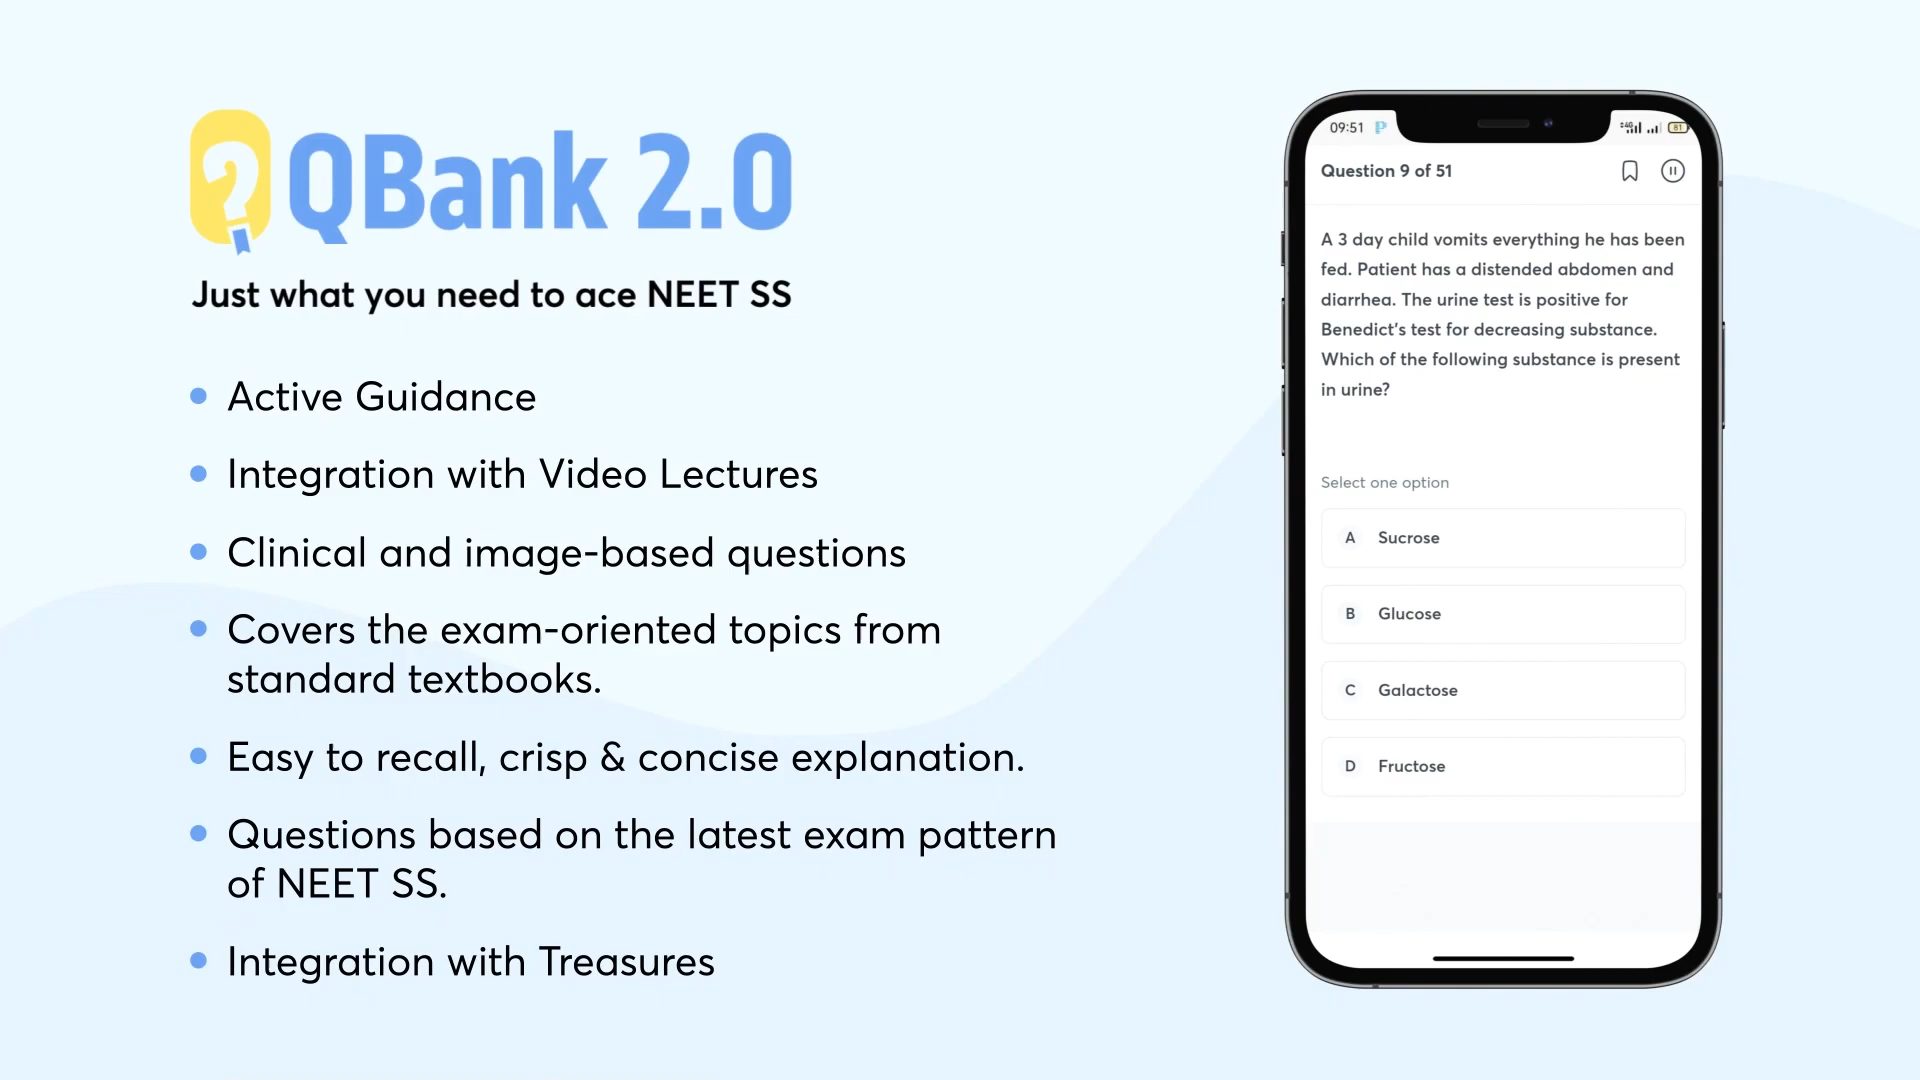 QBank 2.0
Just what you need to ace NEET SS
Active Guidance
Integration with Video Lectures
Clinical and image-based questions
Covers the exam-oriented topics from
standard textbooks.
Easy to recall, crisp & concise explanation.
Questions based on the latest exam pattern
of NEET SS.
Integration with Treasures
09:51
4G
81
Question 9 of 51
A 3 day child vomits everything he has been
fed. Patient has a distended abdomen and
diarrhea. The urine test is positive for
Benedict's test for decreasing substance.
Which of the following substance is present
in urine?
Select one option
A Sucrose
B Glucose
C Galactose
D Fructose